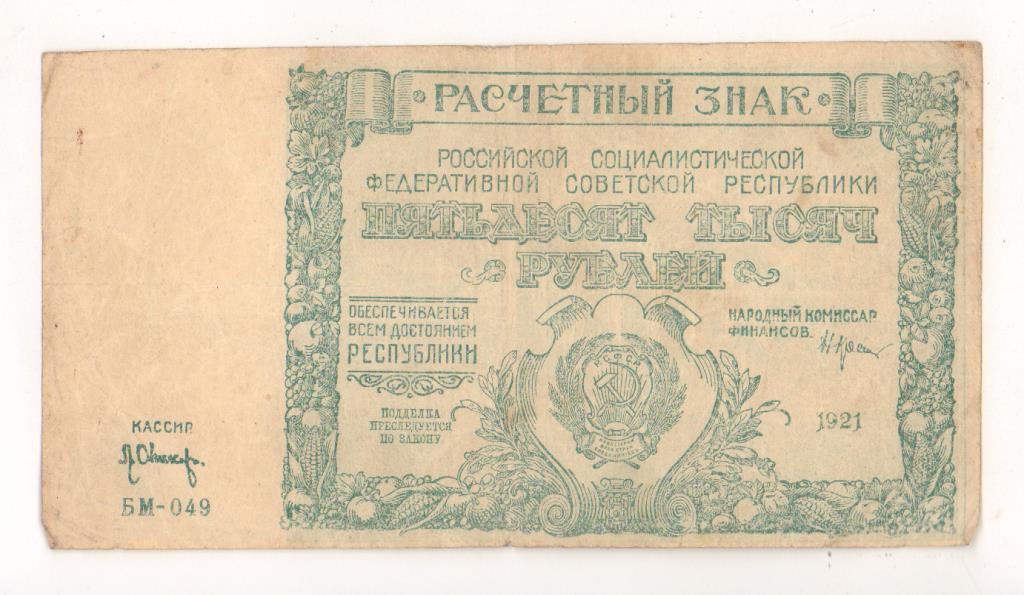 РАСЧЕТНЫЙ ЗНАК
РОССИЙСКОЙ СОЦИАЛИСТИЧЕСКОЙ
ФЕДЕРАТИВНОЙ СОВЕТСКОЙ РЕСПУБЛИКИ
ПЯТЬДЕСЯТ ТЫСЯЧ
РУБЛЕЙ
ОБЕСПЕЧИВАЕТСЯ
ВСЕМ ДОСТОЯНИЕМ
РЕСПУБЛИКИ
ПОДДЕЛКА
ПРЕСЛЕДУЕТСЯ
ПО ЗАКОНУ
РСФСР
НАРОДНЫЙ КОМИССАР
ФИНАНСОВ
1921
КАССИР
БМ-049